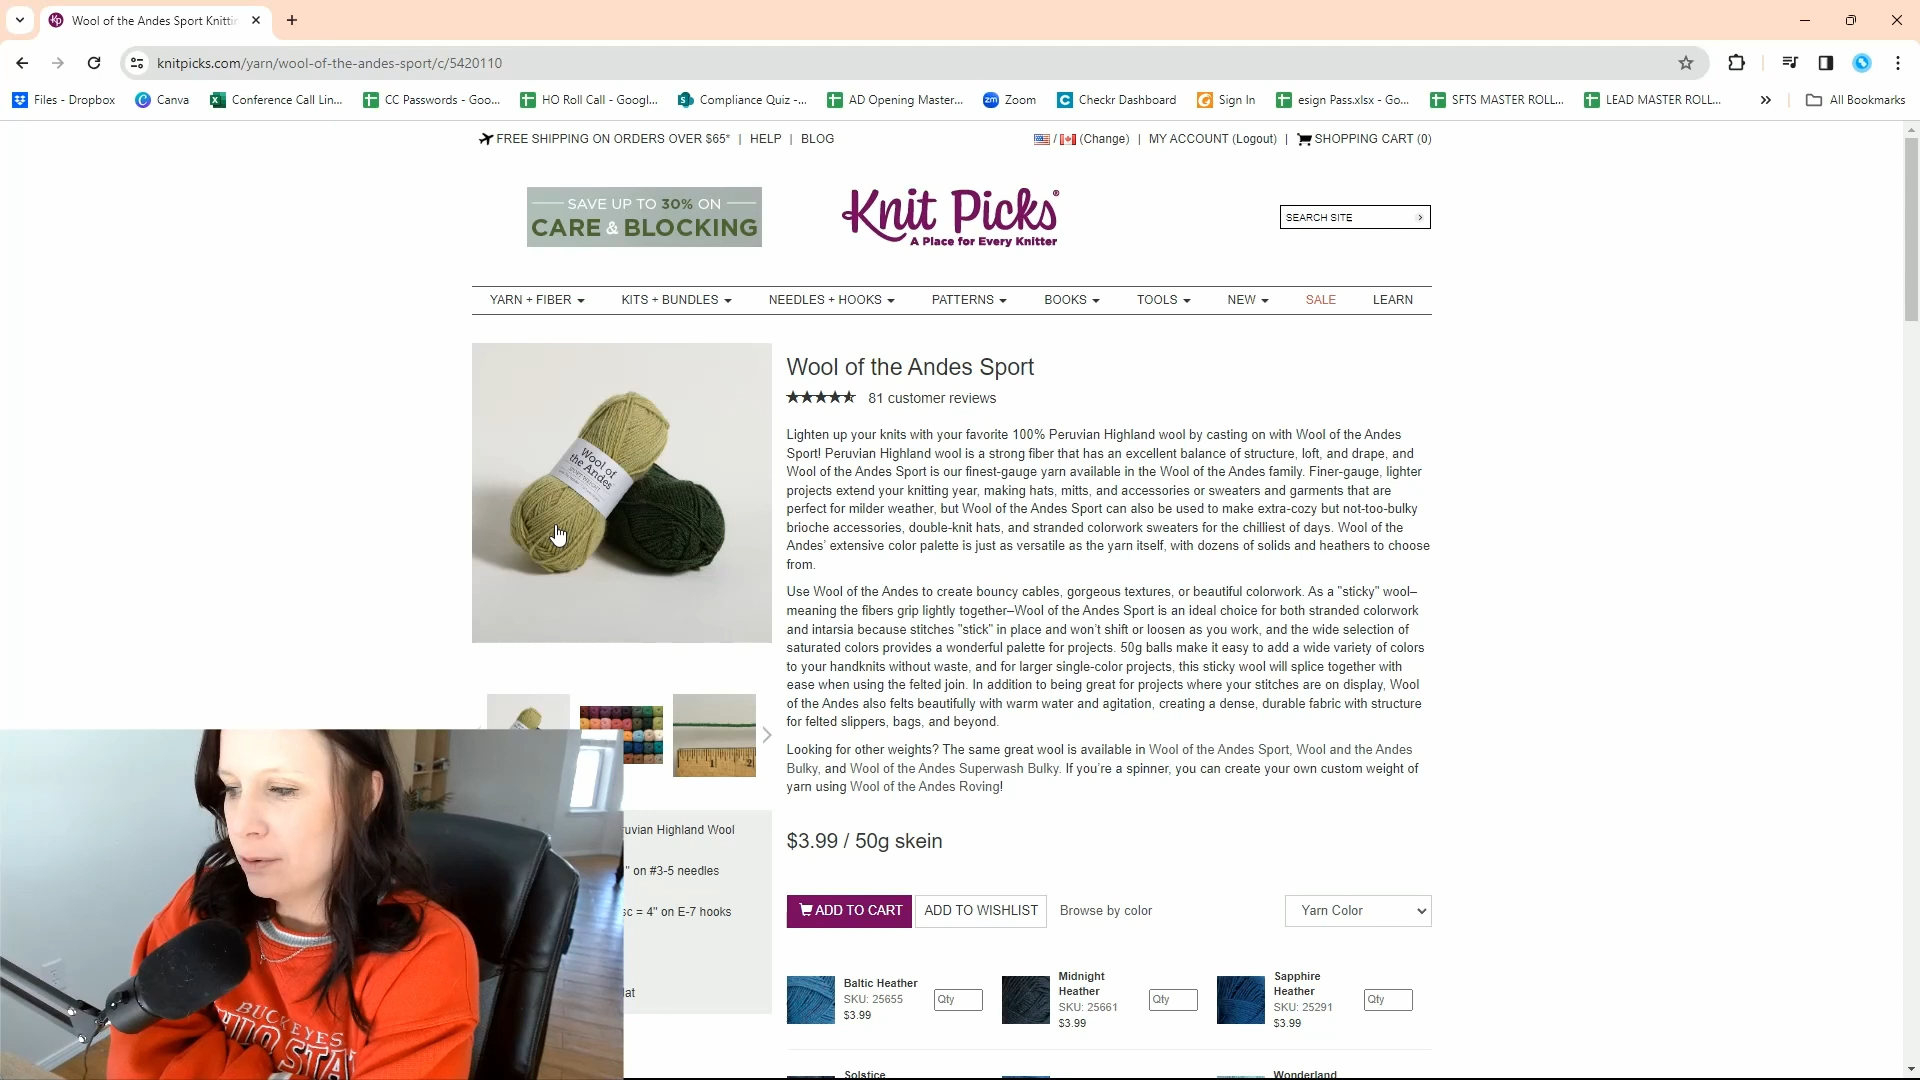 Wool of the Andes Sport Knittin
knitpicks.com/yarn/wool-of-the-andes-sport/c/5420110
Files - Dropbox
Canva
Conference Call Lin...
CC Passwords - Goo...
HO Roll Call - Googl...
Compliance Quiz -...
AD Opening Master...
Zoom
Checkr Dashboard
Sign In
esign Pass.xlsx - Go...
SFTS MASTER ROLL...
LEAD MASTER ROLL...
All Bookmarks
FREE SHIPPING ON ORDERS OVER $65* | HELP | BLOG
/ (Change) | MY ACCOUNT (Logout) | SHOPPING CART (0)
SAVE UP TO 30% ON
CARE & BLOCKING
Knit Picks®
A Place for Every Knitter
SEARCH SITE
YARN + FIBER
KITS + BUNDLES
NEEDLES + HOOKS
PATTERNS
BOOKS
TOOLS
NEW
SALE
LEARN
Wool of the Andes Sport
81 customer reviews
Lighten up your knits with your favorite 100% Peruvian Highland wool by casting on with Wool of the Andes
Sport! Peruvian Highland wool is a strong fiber that has an excellent balance of structure, loft, and drape, and
Wool of the Andes Sport is our finest-gauge yarn available in the Wool of the Andes family. Finer-gauge, lighter
projects extend your knitting year, making hats, mitts, and accessories or sweaters and garments that are
perfect for milder weather, but Wool of the Andes Sport can also be used to make extra-cozy but not-too-bulky
brioche accessories, double-knit hats, and stranded colorwork sweaters for the chilliest of days. Wool of the
Andes' extensive color palette is just as versatile as the yarn itself, with dozens of solids and heathers to choose
from.
Use Wool of the Andes to create bouncy cables, gorgeous textures, or beautiful colorwork. As a "sticky" wool–
meaning the fibers grip lightly together–Wool of the Andes Sport is an ideal choice for both stranded colorwork
and intarsia because stitches "stick" in place and won't shift or loosen as you work, and the wide selection of
saturated colors provides a wonderful palette for projects. 50g balls make it easy to add a wide variety of colors
to your handknits without waste, and for larger single-color projects, this sticky wool will splice together with
ease when using the felted join. In addition to being great for projects where your stitches are on display, Wool
of the Andes also felts beautifully with warm water and agitation, creating a dense, durable fabric with structure
for felted slippers, bags, and beyond.
Looking for other weights? The same great wool is available in Wool of the Andes Sport, Wool and the Andes
Bulky, and Wool of the Andes Superwash Bulky. If you're a spinner, you can create your own custom weight of
yarn using Wool of the Andes Roving!
Wool of
the Andes
1 2
uvian Highland Wool
" on #3-5 needles
sc = 4" on E-7 hooks
lat
$3.99 / 50g skein
ADD TO CART
ADD TO WISHLIST
Browse by color
Yarn Color
Baltic Heather
SKU: 25655
$3.99
Qty
Midnight
Heather
SKU: 25661
$3.99
Qty
Sapphire
Heather
SKU: 25291
$3.99
Qty
Solstice
Wonderland
BUCKEYES
OHIO STA